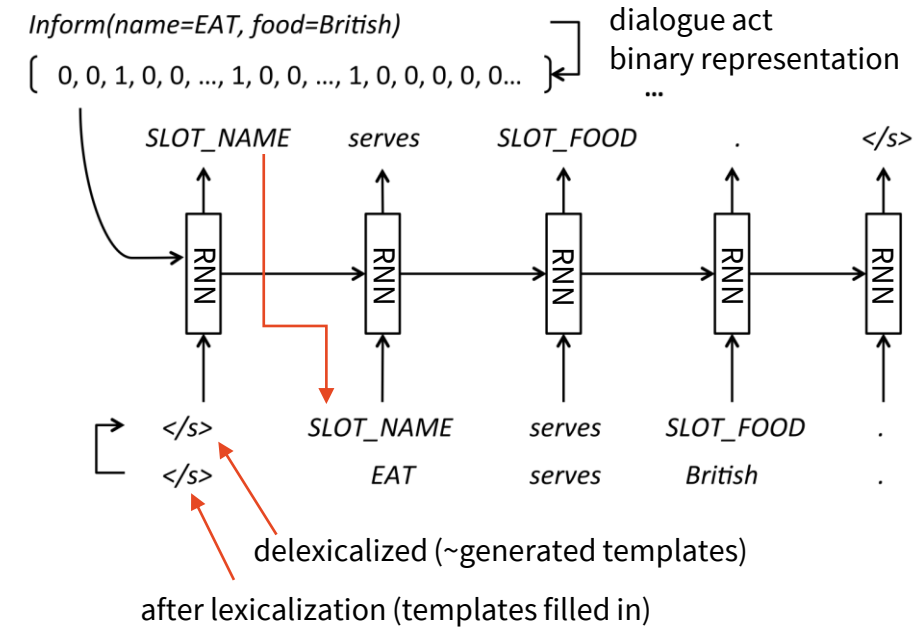 Inform(name=EAT, food=British)
dialogue act
binary representation
{ 0, 0, 1, 0, 0, ..., 1, 0, 0, ..., 1, 0, 0, 0, 0, 0... }
...
SLOT_NAME serves SLOT_FOOD . </s>
RNN RNN RNN RNN RNN
</s> SLOT_NAME serves SLOT_FOOD .
</s> EAT serves British .
delexicalized (~generated templates)
after lexicalization (templates filled in)